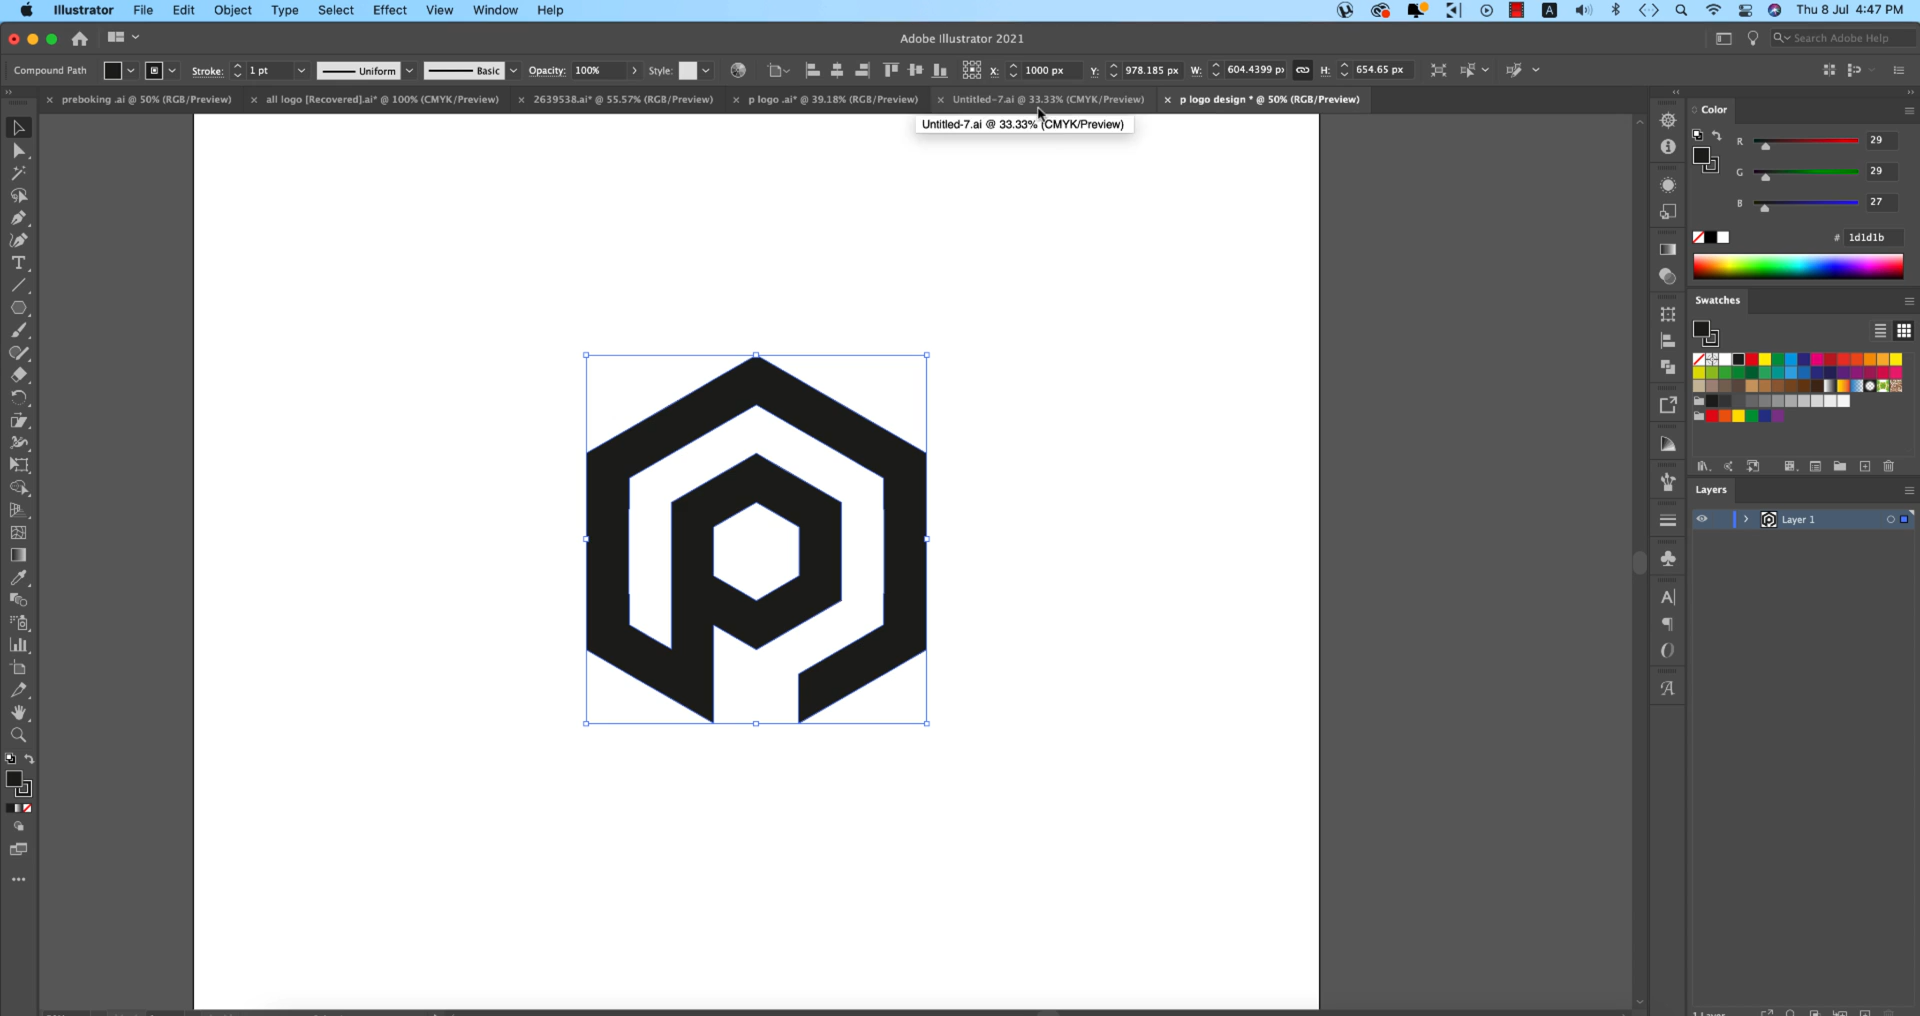 Illustrator File Edit Object Type Select Effect View Window Help
Thu 8 Jul 4:47 PM
Adobe Illustrator 2021
Search Adobe Help
Compound Path Stroke: 1 pt Uniform Basic Opacity: 100% Style: X: 1000 px Y: 978.185 px W: 604.4399 p H: 654.65 px
preboking .ai @ 50% (RGB/Preview)
all logo [Recovered].ai* @ 100% (CMYK/Preview)
2639538.ai* @ 55.57% (RGB/Preview)
p logo .ai* @ 39.18% (RGB/Preview)
Untitled-7.ai @ 33.33% (CMYK/Preview)
p logo design * @ 50% (RGB/Preview)
Untitled-7.ai @ 33.33% (CMYK/Preview)
Color
R 29
G 29
B 27
# 1d1d1b
Swatches
Layers
Layer 1